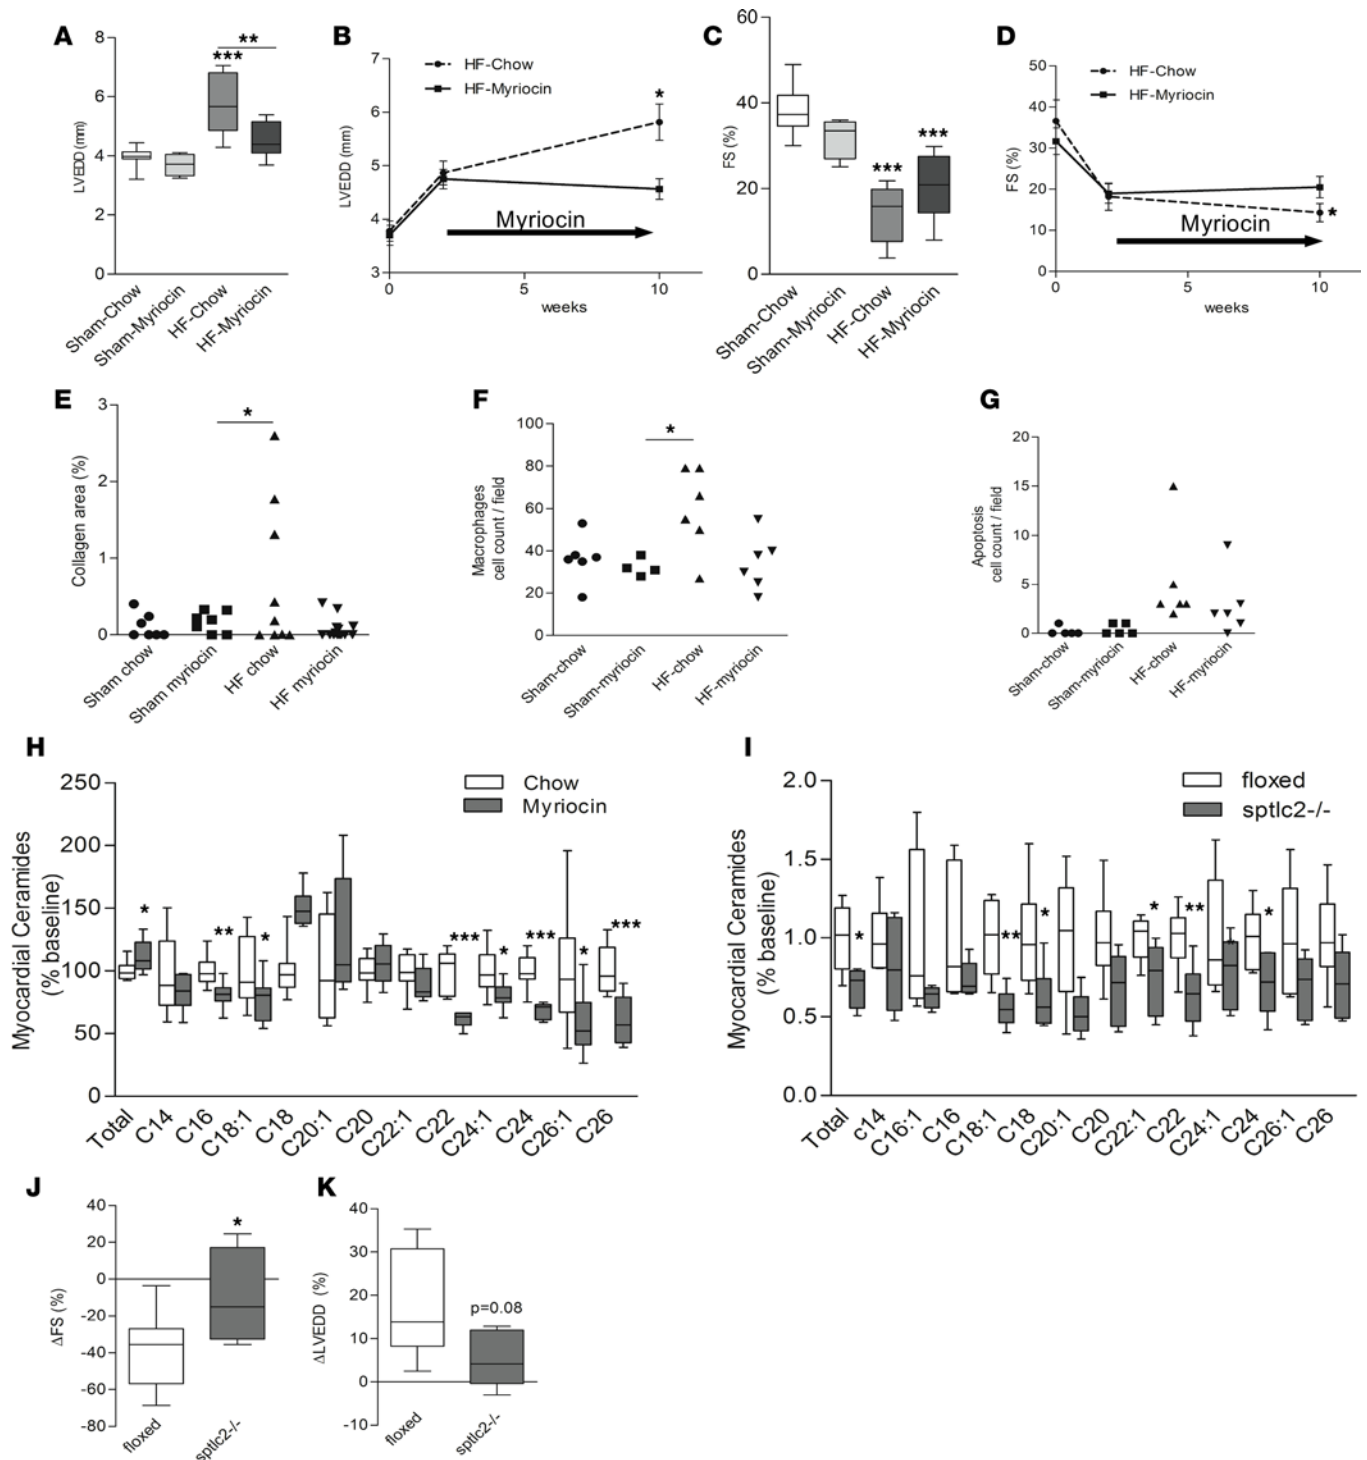 A
8
6
4
2
0
LVEDD (mm)
**
***
Sham-Chow
Sham-Myriocin
HF-Chow
HF-Myriocin
B
7
6
5
4
3
LVEDD (mm)
HF-Chow
HF-Myriocin
*
Myriocin
0
5
10
weeks
C
60
40
20
0
FS (%)
***
***
Sham-Chow
Sham-Myriocin
HF-Chow
HF-Myriocin
D
50
40
30
20
10
0
FS (%)
HF-Chow
HF-Myriocin
*
Myriocin
0
5
10
weeks
E
3
2
1
0
Collagen area (%)
*
Sham chow
Sham myriocin
HF chow
HF myriocin
F
100
80
60
40
20
0
Macrophages
cell count / field
*
Sham-chow
Sham-myriocin
HF-chow
HF-myriocin
G
20
15
10
5
0
Apoptosis
cell count / field
Sham-chow
Sham-myriocin
HF-chow
HF-myriocin
H
250
200
150
100
50
0
Myocardial Ceramides
(% baseline)
Chow
Myriocin
*
**
*
***
*
***
*
***
Total
C14
C16
C18:1
C18
C20:1
C20
C22:1
C22
C24:1
C24
C26:1
C26
I
2.0
1.5
1.0
0.5
0.0
Myocardial Ceramides
(% baseline)
floxed
sptlc2-/-
*
**
*
*
**
*
Total
c14
C16:1
C16
C18:1
C18
C20:1
C20
C22:1
C22
C24:1
C24
C26:1
C26
J
40
20
0
-20
-40
-60
-80
ΔFS (%)
*
floxed
sptlc2-/-
K
40
30
20
10
0
-10
ΔLVEDD (%)
p=0.08
floxed
sptlc2-/-